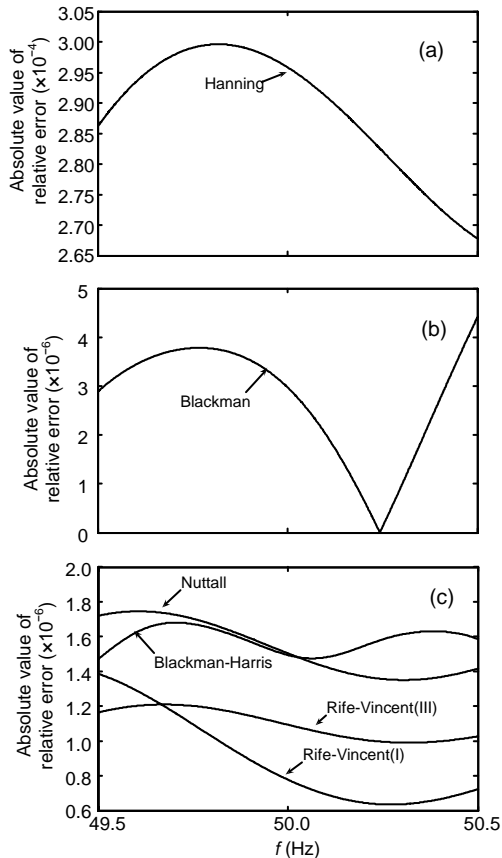 Absolute value of
relative error (×10⁻⁴)
3.00
2.95
2.90
2.85
2.80
2.75
2.70
2.65
(a)
Hanning
Absolute value of
relative error (×10⁻⁶)
5
4
3
2
1
0
(b)
Blackman
Absolute value of
relative error (×10⁻⁶)
2.0
1.8
1.6
1.4
1.2
1.0
0.8
0.6
(c)
Nuttall
Blackman-Harris
Rife-Vincent(III)
Rife-Vincent(I)
49.5 50.0 50.5
f (Hz)